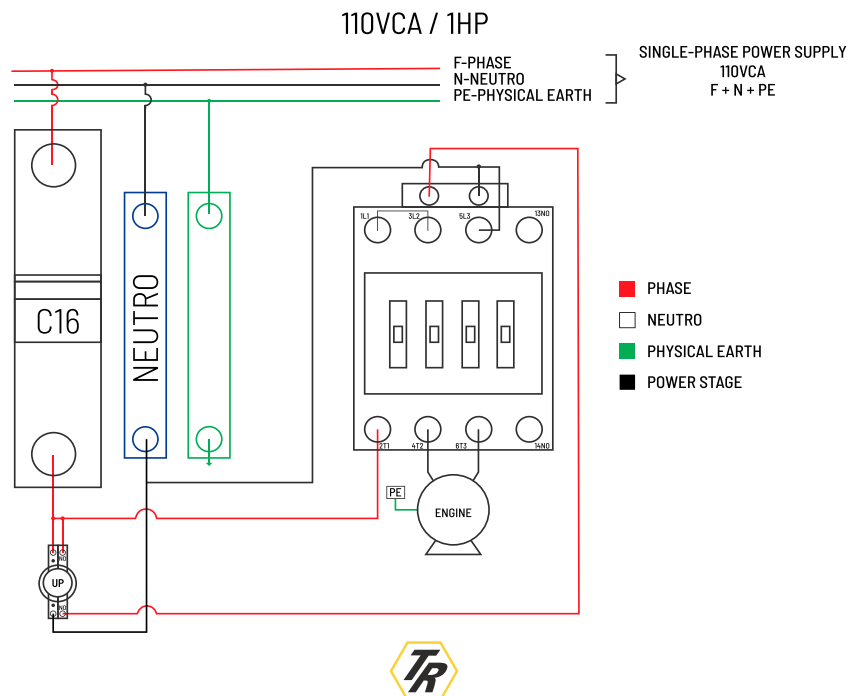 110VCA / 1HP
F-PHASE
N-NEUTRO
PE-PHYSICAL EARTH
SINGLE-PHASE POWER SUPPLY
110VCA
F + N + PE
1L1
3L2
5L3
13NO
C16
NEUTRO
PHASE
NEUTRO
PHYSICAL EARTH
POWER STAGE
2T1
4T2
6T3
14NO
PE
ENGINE
NO
UP
NO
TR